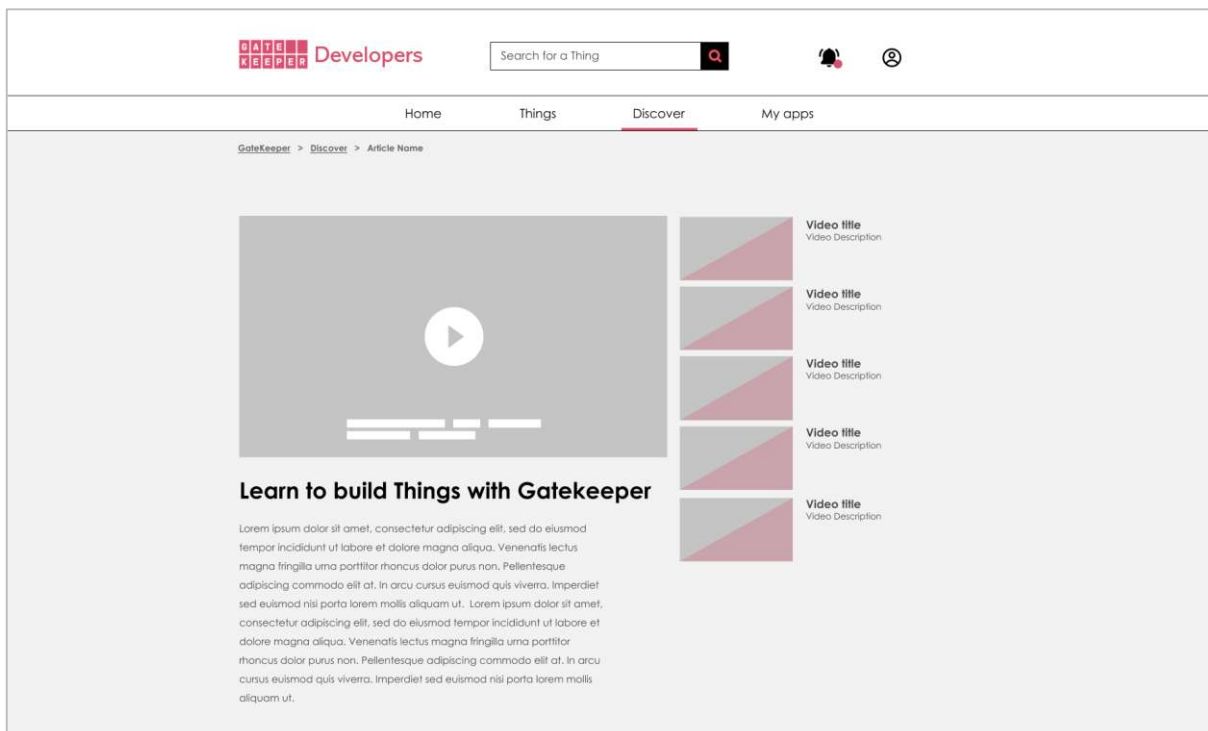 GATE
KEEPER
Developers
Search for a Thing
Home Things Discover My apps
GateKeeper > Discover > Article Name
Video title
Video Description
Video title
Video Description
Video title
Video Description
Video title
Video Description
Video title
Video Description
Learn to build Things with Gatekeeper
Lorem ipsum dolor sit amet, consectetur adipiscing elit, sed do eiusmod
tempor incididunt ut labore et dolore magna aliqua. Venenatis lectus
magna fringilla urna porttitor rhoncus dolor purus non. Pellentesque
adipiscing commodo elit at. In arcu cursus euismod quis viverra. Imperdiet
sed euismod nisi porta lorem mollis aliquam ut. Lorem ipsum dolor sit amet,
consectetur adipiscing elit, sed do eiusmod tempor incididunt ut labore et
dolore magna aliqua. Venenatis lectus magna fringilla urna porttitor
rhoncus dolor purus non. Pellentesque adipiscing commodo elit at. In arcu
cursus euismod quis viverra. Imperdiet sed euismod nisi porta lorem mollis
aliquam ut.